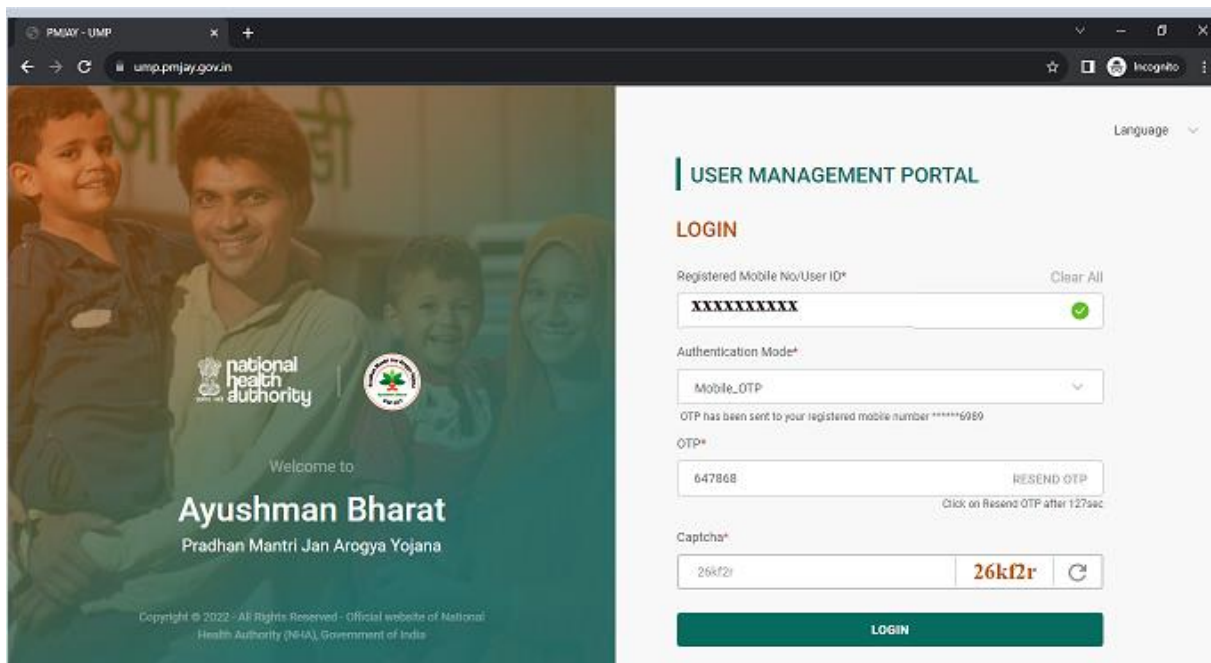 PMJAY - UMP
ump.pmjay.gov.in
Incognito
Language
USER MANAGEMENT PORTAL
LOGIN
Registered Mobile No/User ID*
Clear All
XXXXXXXXXX
Authentication Mode*
Mobile_OTP
OTP has been sent to your registered mobile number ******6989
OTP*
647868
RESEND OTP
Click on Resend OTP after 127sec
Captcha*
26kf2r
26kf2r
LOGIN
national
health
authority
Welcome to
Ayushman Bharat
Pradhan Mantri Jan Arogya Yojana
Copyright © 2022 - All Rights Reserved - Official website of National
Health Authority (NHA), Government of India